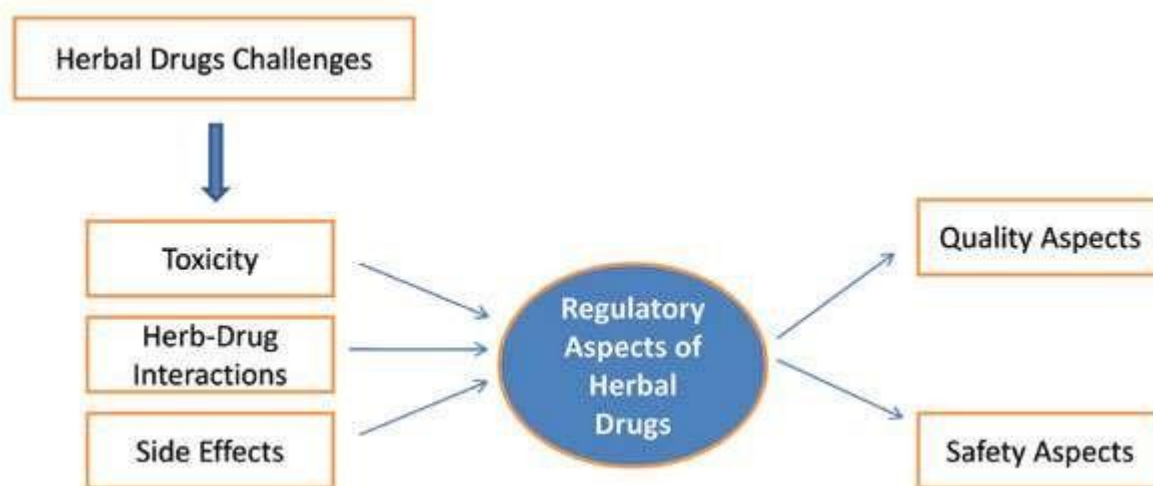 Herbal Drugs Challenges
Toxicity
Herb-Drug
Interactions
Side Effects
Regulatory
Aspects of
Herbal
Drugs
Quality Aspects
Safety Aspects